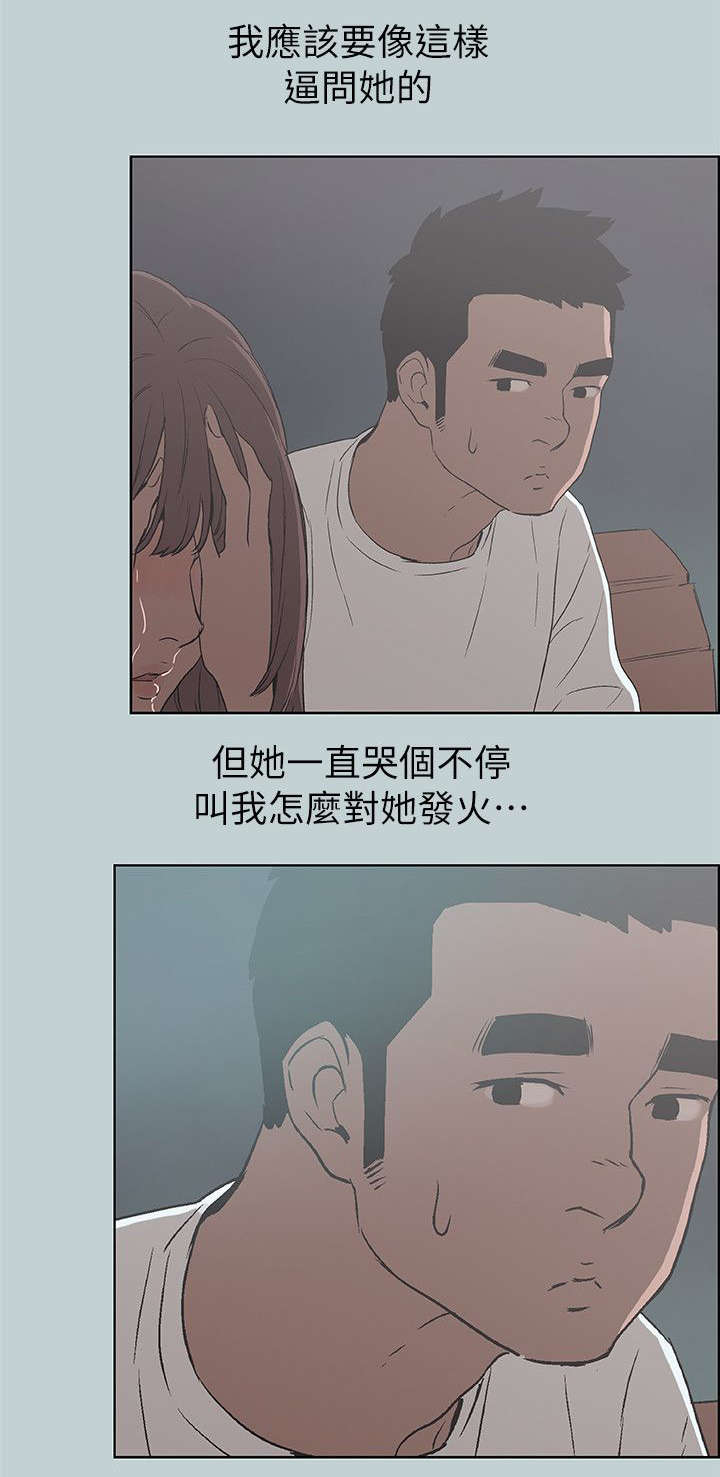 我應該要像這樣
逼問她的
但她一直哭個不停
叫我怎麼對她發火⋯